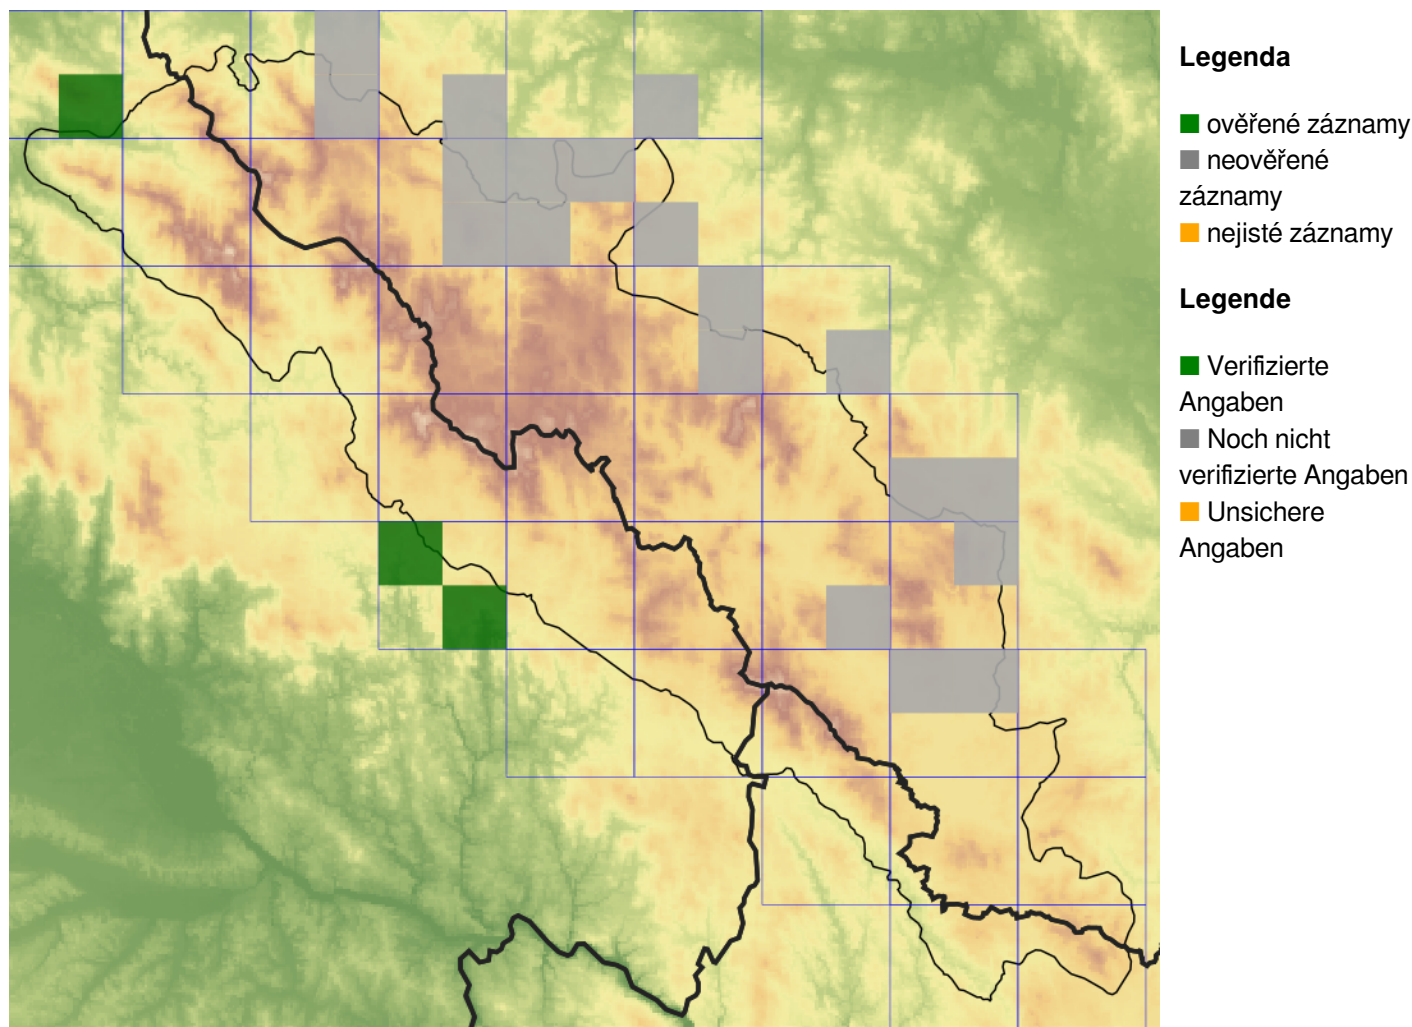 Legenda
ověřené záznamy
neověřené
záznamy
nejisté záznamy
Legende
Verifizierte
Angaben
Noch nicht
verifizierte Angaben
Unsichere
Angaben